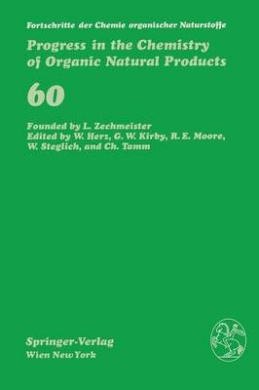 Fortschritte der Chemie organischer Naturstoffe
Progress in the Chemistry
of Organic Natural Products
60
Founded by L. Zechmeister
Edited by W. Herz, G. W. Kirby, R. E. Moore,
W. Steglich, and Ch. Tamm
Springer-Verlag
Wien New York